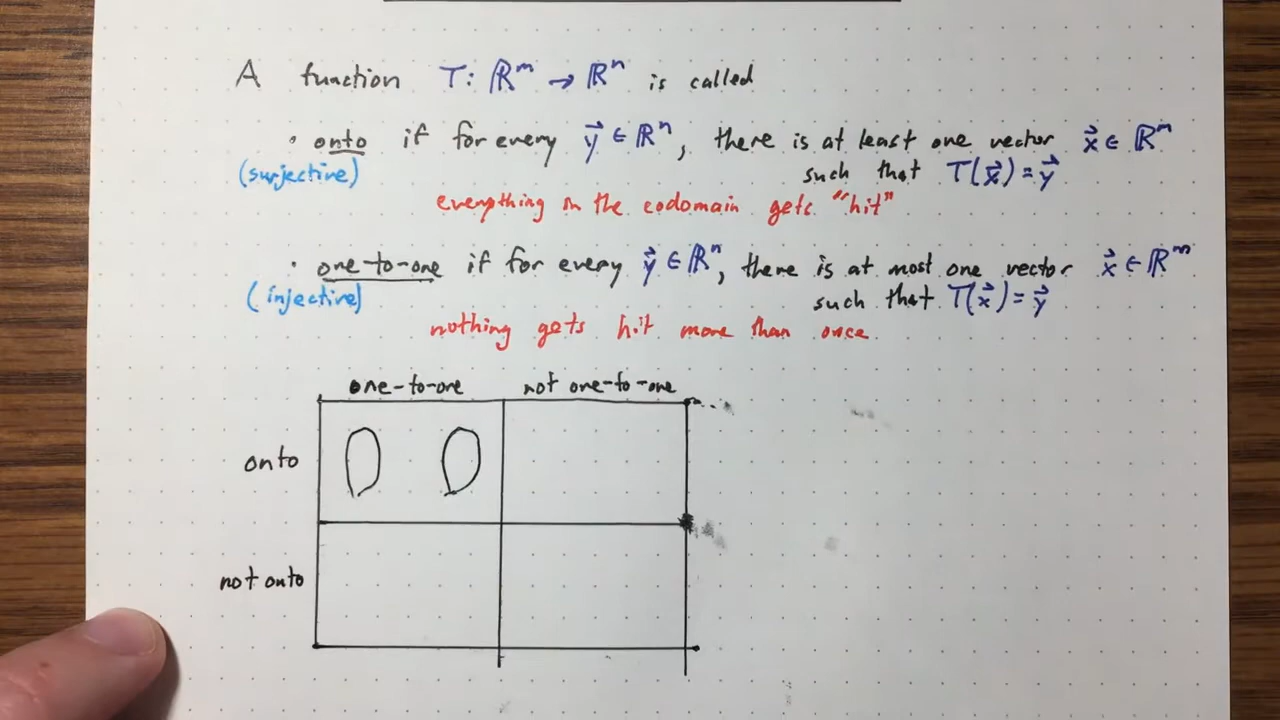 A function T: ℝᵐ → ℝⁿ is called
· onto if for every y⃗ ∈ ℝⁿ, there is at least one vector x⃗ ∈ ℝᵐ
(surjective) such that T(x⃗) = y⃗
everything in the codomain gets "hit"
· one-to-one if for every y⃗ ∈ ℝⁿ, there is at most one vector x⃗ ∈ ℝᵐ
(injective) such that T(x⃗) = y⃗
nothing gets hit more than once
one-to-one not one-to-one
onto
not onto